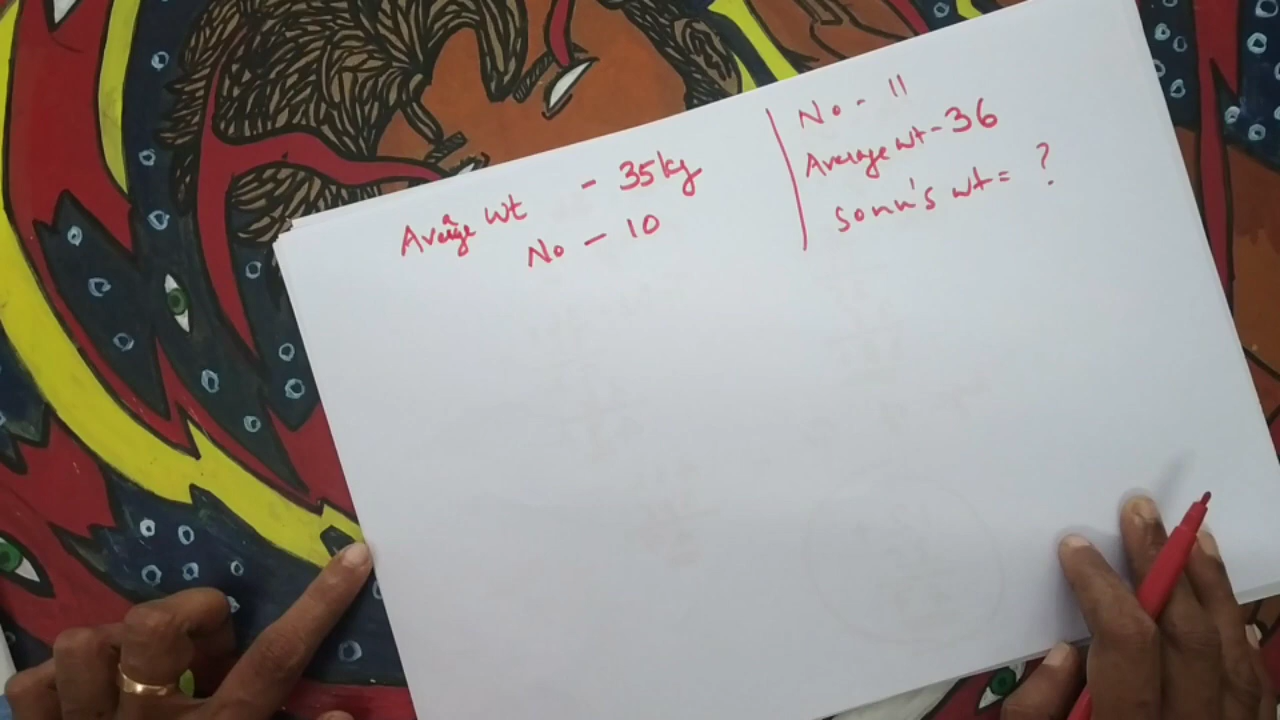 Average wt - 35kg
No - 10
No - 11
Average wt - 36
sonu's wt = ?